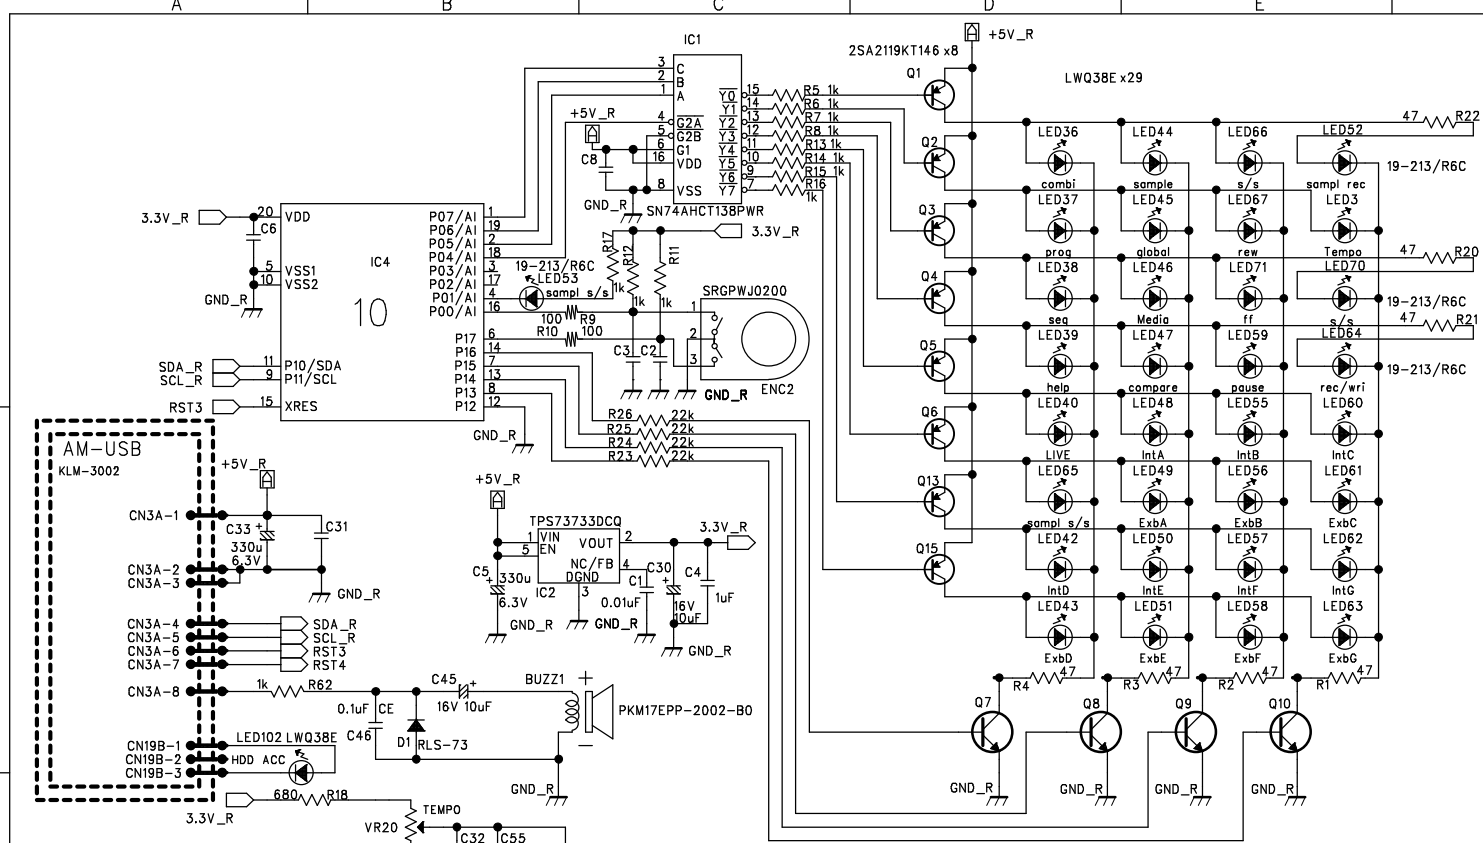 A B C D E
+5V_R
IC1
2SA2119KT146 x8
LWQ38E x29
Q1
3 C
2 B
1 A
Y0 15 R5 1k
Y1 14 R6 1k
4 G2A Y2 13 R7 1k
5 G2B Y3 12 R8 1k
6 G1 Y4 11 R13 1k
16 VDD Y5 10 R14 1k
Y6 9 R15 1k
8 VSS Y7 7 R16 1k
+5V_R
C8
GND_R
SN74AHCT138PWR
LED36 LED44 LED66 LED52 47 R22
Q2
19-213/R6C
combi sample s/s sampl rec
LED37 LED45 LED67 LED3
Q3
prog global rew Tempo
47 R20
LED38 LED46 LED71 LED70
Q4
19-213/R6C
seq Media ff s/s
47 R21
LED39 LED47 LED59 LED64
Q5
19-213/R6C
help compare pause rec/wri
LED40 LED48 LED55 LED60
Q6
LIVE IntA IntB IntC
LED65 LED49 LED56 LED61
Q13
sampl s/s ExbA ExbB ExbC
LED42 LED50 LED57 LED62
Q15
IntD IntE IntF IntG
LED43 LED51 LED58 LED63
ExbD ExbE ExbF ExbG
R4 47 R3 47 R2 47 R1 47
Q7 Q8 Q9 Q10
GND_R GND_R GND_R GND_R
3.3V_R
20 VDD
C6
5 VSS1
10 VSS2
GND_R
IC4
10
P07/AI 1
P06/AI 19
P05/AI 2
P04/AI 18
P03/AI 3
P02/AI 17
P01/AI 4
P00/AI 16
P17 6
P16 14
P15 7
P14 13
P13 8
P12 12
SDA_R 11 P10/SDA
SCL_R 9 P11/SCL
RST3 15 XRES
GND_R
19-213/R6C
LED53
sampl s/s
R17 1k
R12 1k
R11 1k
3.3V_R
100 R9
R10 100
C3 C2
SRGPWJ0200
1
2
3
ENC2
GND_R
R26 22k
R25 22k
R24 22k
R23 22k
AM-USB
KLM-3002
+5V_R
CN3A-1
C33 +
330u
6.3V
C31
CN3A-2
CN3A-3
GND_R
CN3A-4 SDA_R
CN3A-5 SCL_R
CN3A-6 RST3
CN3A-7 RST4
CN3A-8 1k R62
+5V_R
TPS73733DCQ
1 VIN VOUT 2
5 EN
NC/FB 4
DGND
3
IC2
3.3V_R
C5 + 330u
6.3V
C1
0.01uF
C30 +
16V
10uF
C4
1uF
GND_R GND_R
GND_R
0.1uF CE
C46
D1 RLS-73
C45 +
16V 10uF
BUZZ1 +
−
PKM17EPP-2002-B0
GND_R
CN19B-1 LED102 LWQ38E
CN19B-2 HDD ACC
CN19B-3
3.3V_R
680 R18
TEMPO
VR20
C32 C55